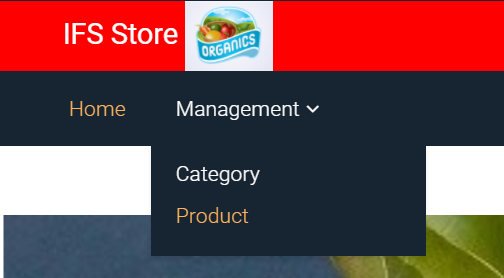 IFS Store
ORGANICS
Home
Management
Category
Product